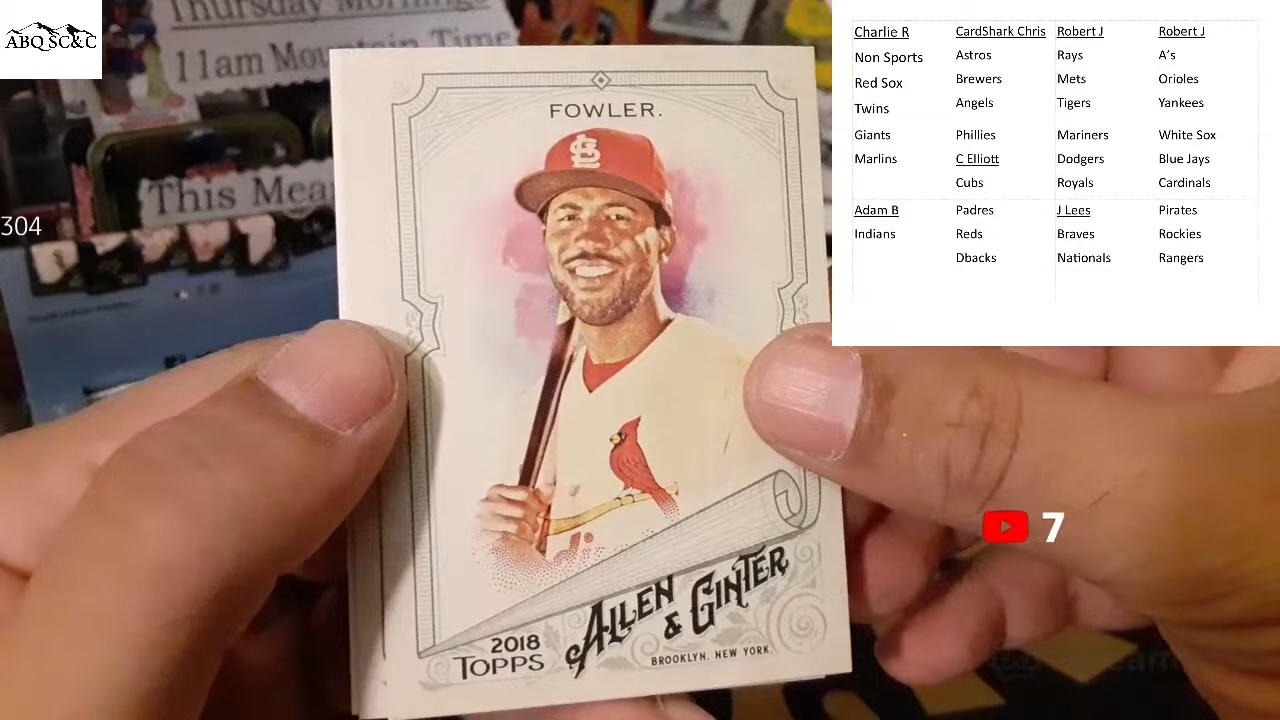 Thursday Mornings
11am Mountain Time
This Mea
ABQ SC&C
304
FOWLER.
2018
TOPPS
ALLEN
&
GINTER
BROOKLYN. NEW YORK.
7
Charlie R
Non Sports
Red Sox
Twins
Giants
Marlins
Adam B
Indians
CardShark Chris
Astros
Brewers
Angels
Phillies
C Elliott
Cubs
Padres
Reds
Dbacks
Robert J
Rays
Mets
Tigers
Mariners
Dodgers
Royals
J Lees
Braves
Nationals
Robert J
A's
Orioles
Yankees
White Sox
Blue Jays
Cardinals
Pirates
Rockies
Rangers